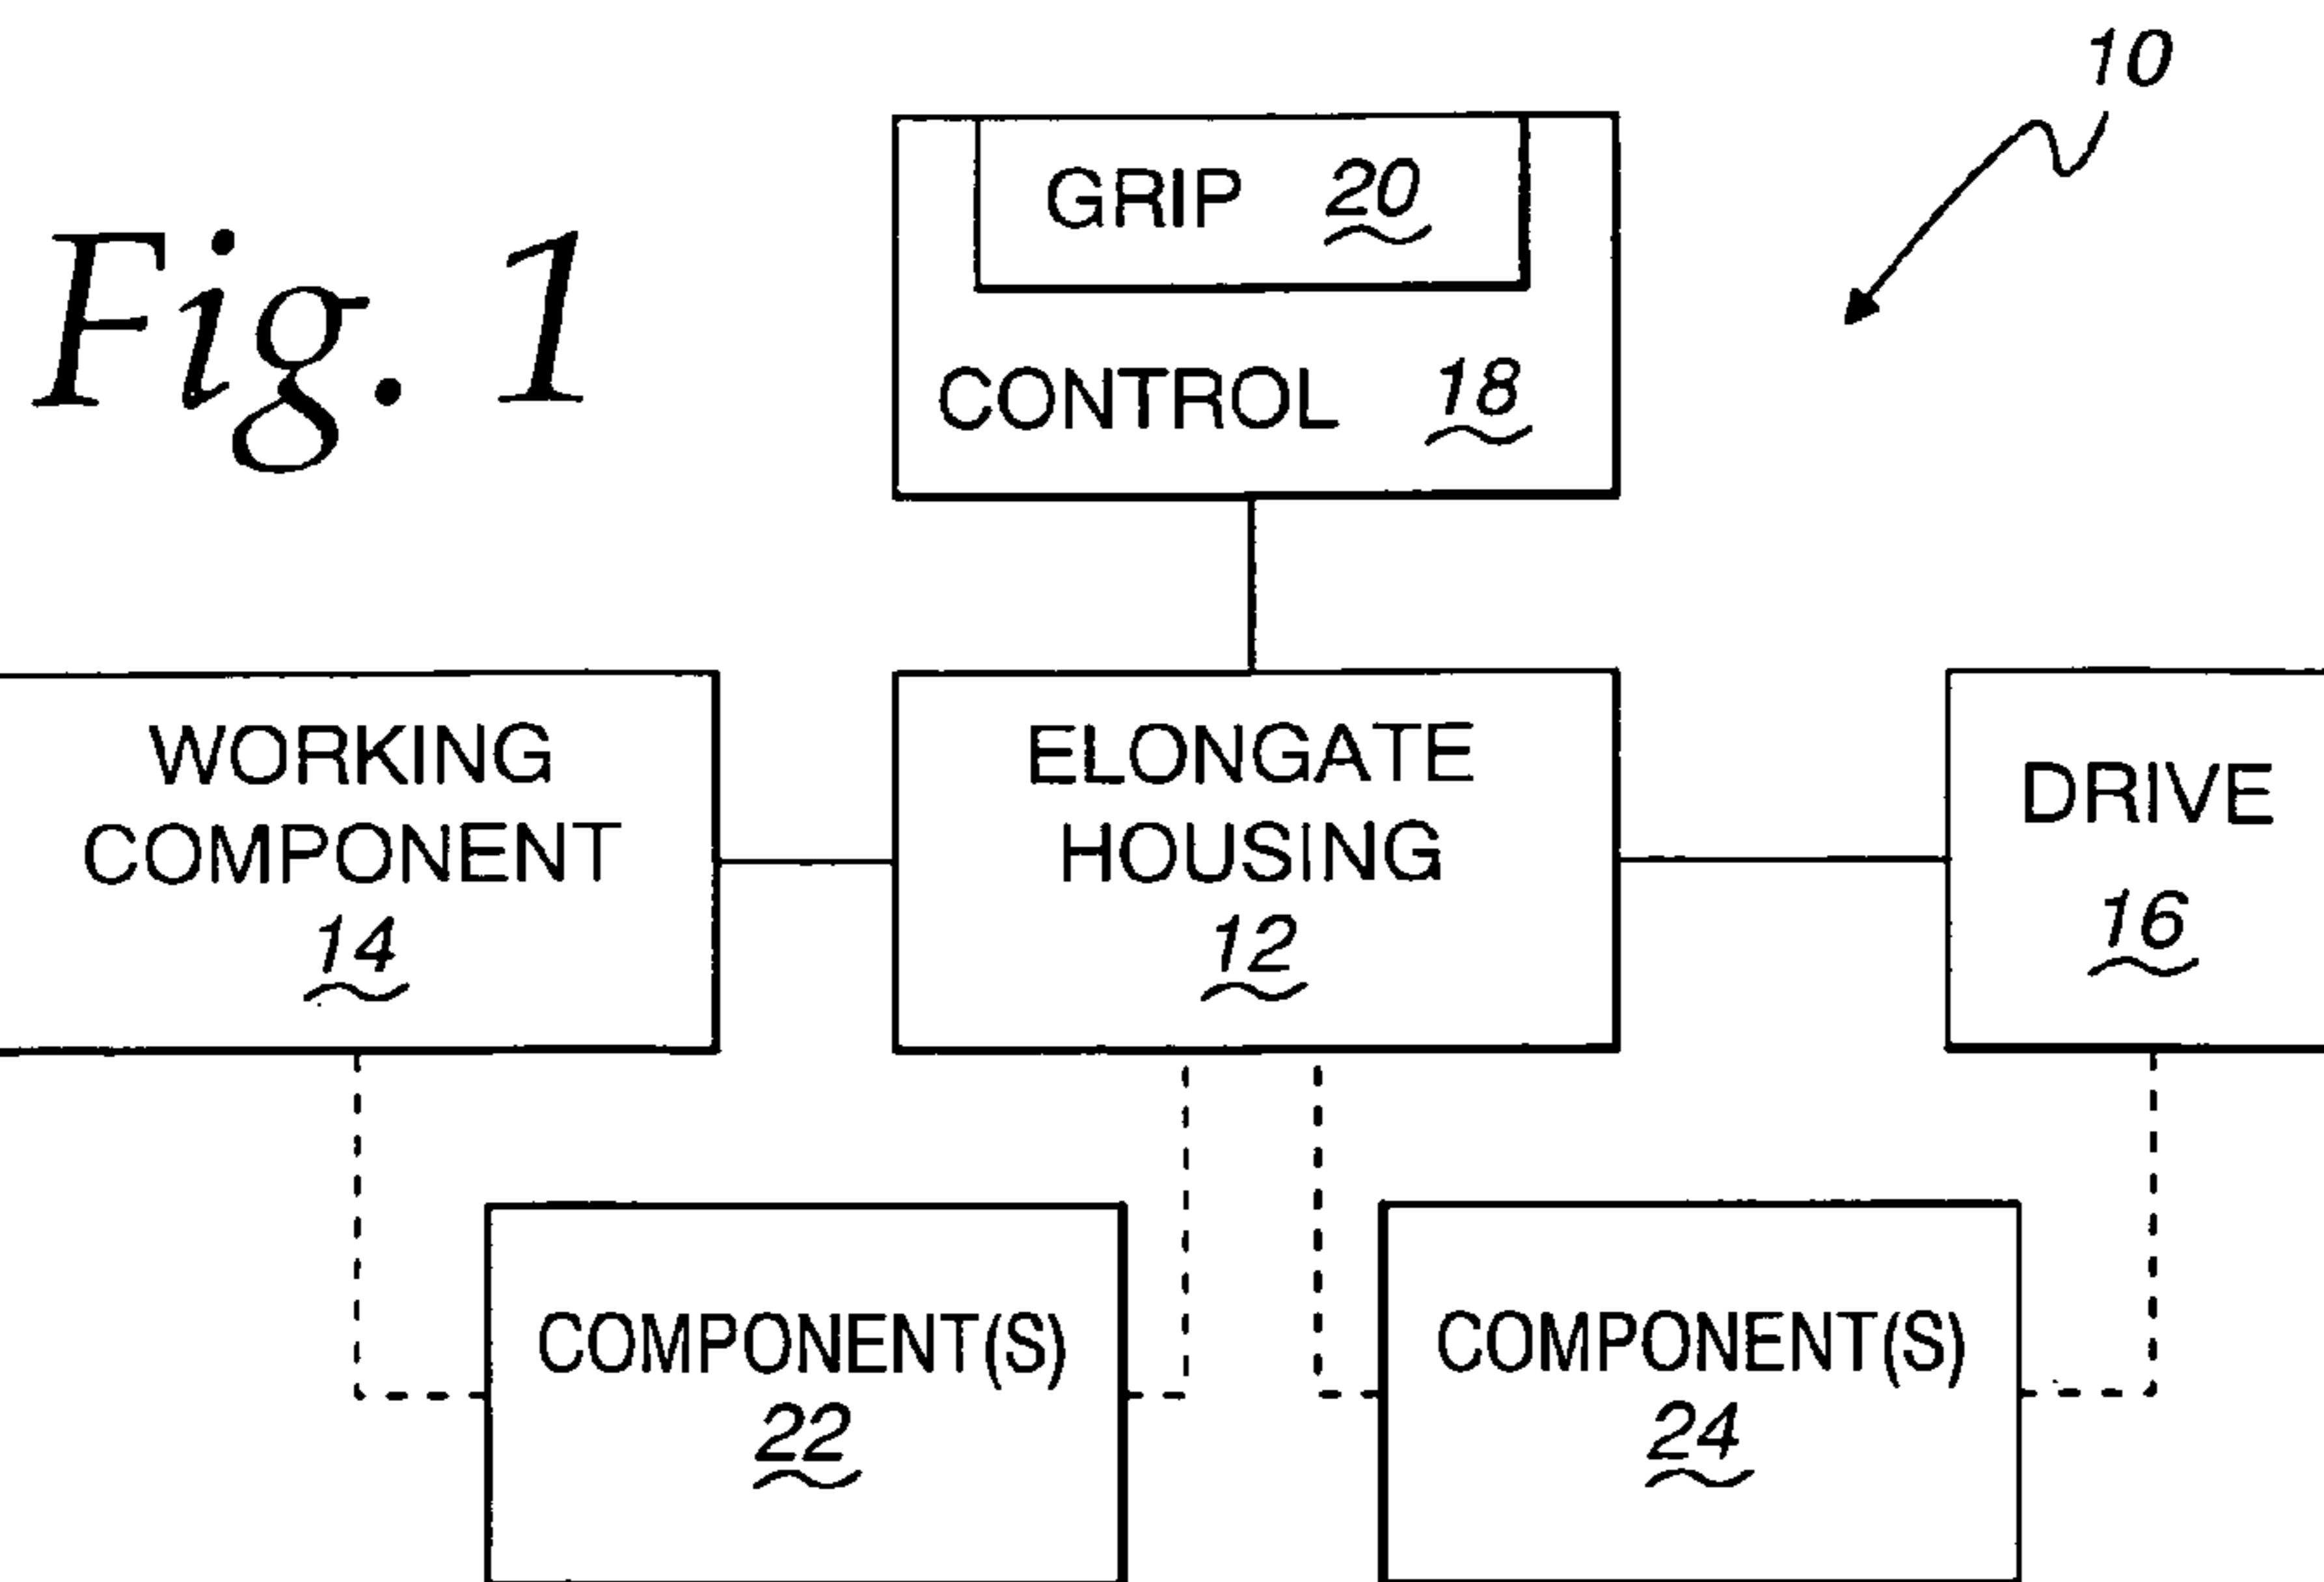 10
Fig. 1
GRIP 20
CONTROL 18
WORKING
COMPONENT
14
ELONGATE
HOUSING
12
DRIVE
16
COMPONENT(S)
22
COMPONENT(S)
24